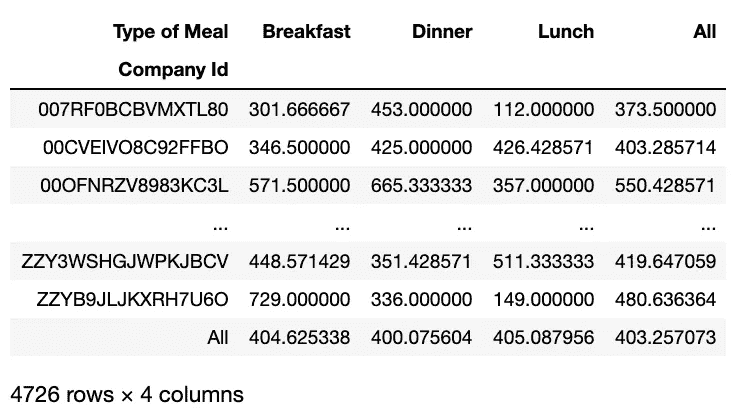 Type of Meal Breakfast Dinner Lunch All
Company Id
007RF0BCBVMXTL80 301.666667 453.000000 112.000000 373.500000
00CVEIVO8C92FFBO 346.500000 425.000000 426.428571 403.285714
00OFNRZV8983KC3L 571.500000 665.333333 357.000000 550.428571
... ... ... ... ...
ZZY3WSHGJWPKJBCV 448.571429 351.428571 511.333333 419.647059
ZZYB9JLJKXRH7U6O 729.000000 336.000000 149.000000 480.636364
All 404.625338 400.075604 405.087956 403.257073
4726 rows × 4 columns